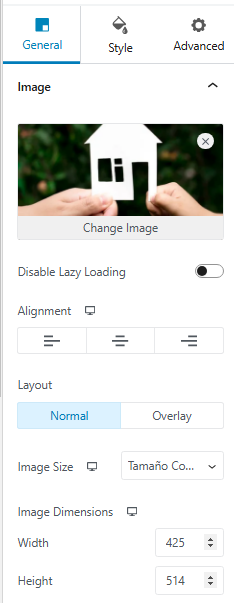 General
Style
Advanced
Image
Change Image
Disable Lazy Loading
Alignment
Layout
Normal Overlay
Image Size Tamaño Co...
Image Dimensions
Width 425
Height 514